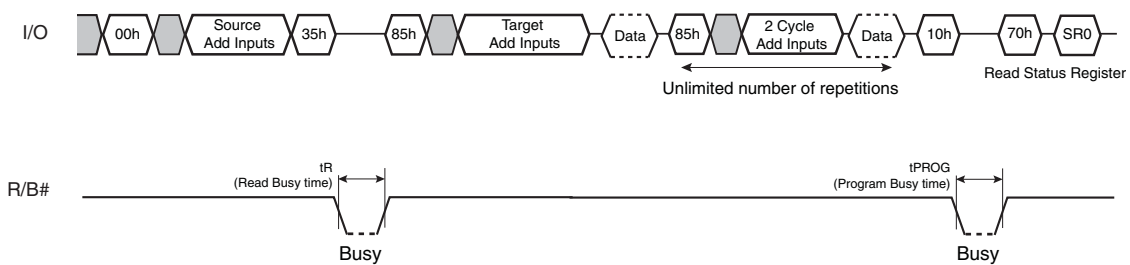 I/O
00h
Source
Add Inputs
35h
85h
Target
Add Inputs
Data
85h
2 Cycle
Add Inputs
Data
10h
70h
SR0
Unlimited number of repetitions
Read Status Register
R/B#
tR
(Read Busy time)
Busy
tPROG
(Program Busy time)
Busy